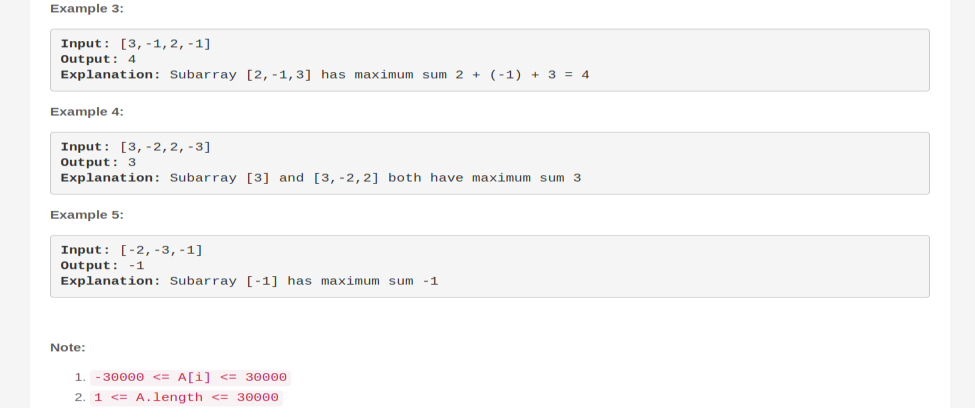 Example 3:
Input: [3,-1,2,-1]
Output: 4
Explanation: Subarray [2,-1,3] has maximum sum 2 + (-1) + 3 = 4
Example 4:
Input: [3,-2,2,-3]
Output: 3
Explanation: Subarray [3] and [3,-2,2] both have maximum sum 3
Example 5:
Input: [-2,-3,-1]
Output: -1
Explanation: Subarray [-1] has maximum sum -1
Note:
1. -30000 <= A[i] <= 30000
2. 1 <= A.length <= 30000